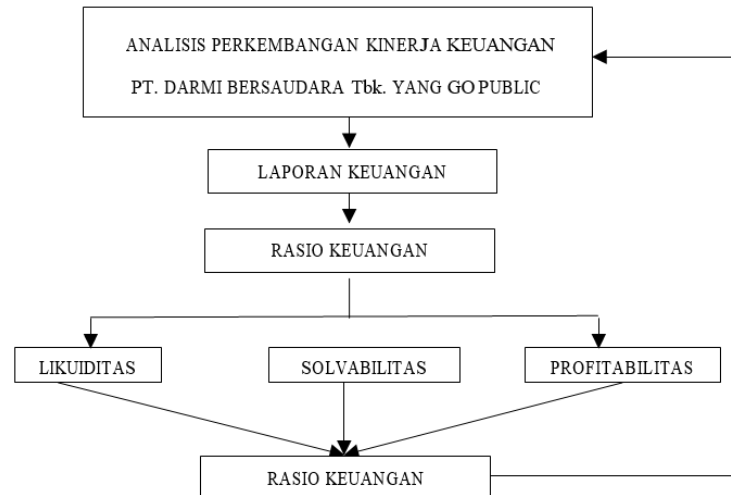 ANALISIS PERKEMBANGAN KINERJA KEUANGAN
PT. DARMI BERSAUDARA Tbk. YANG GO PUBLIC
LAPORAN KEUANGAN
RASIO KEUANGAN
LIKUIDITAS
SOLVABILITAS
PROFITABILITAS
RASIO KEUANGAN